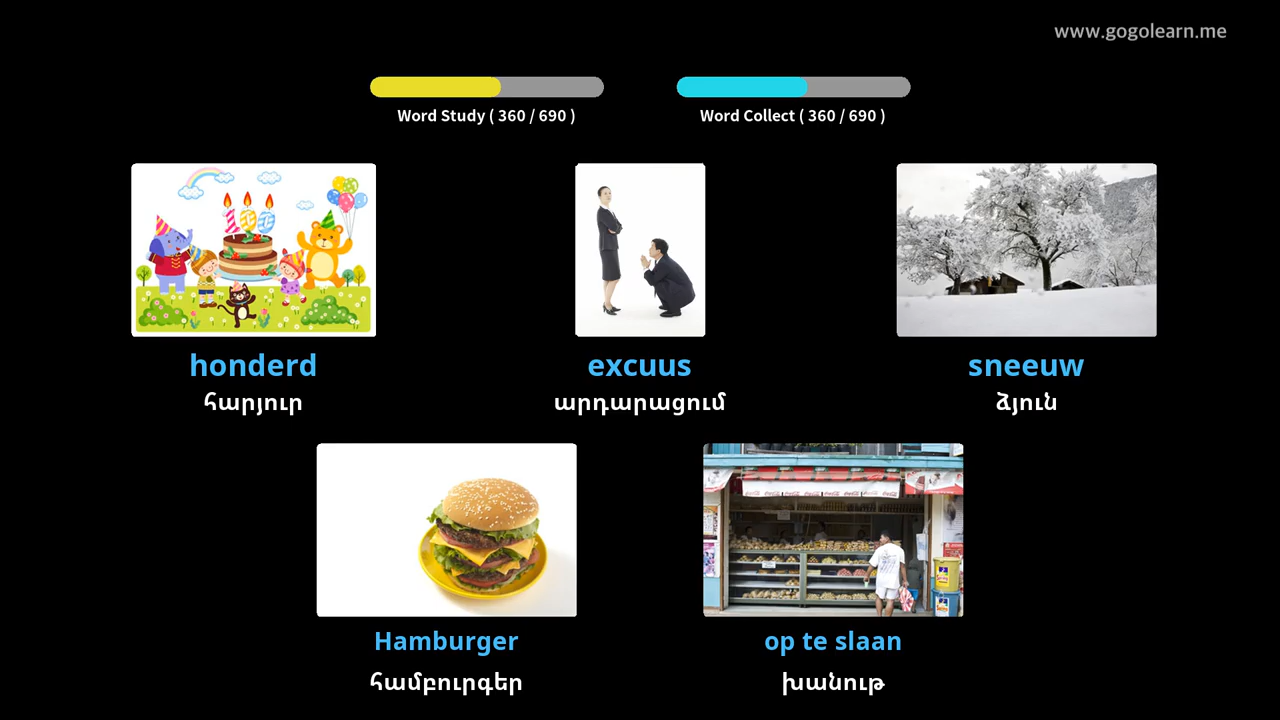 www.gogolearn.me
Word Study ( 360 / 690 )
Word Collect ( 360 / 690 )
100
honderd
excuus
sneeuw
հարյուր
արդարացում
ձյուն
Hamburger
op te slaan
համբուրգեր
խանութ